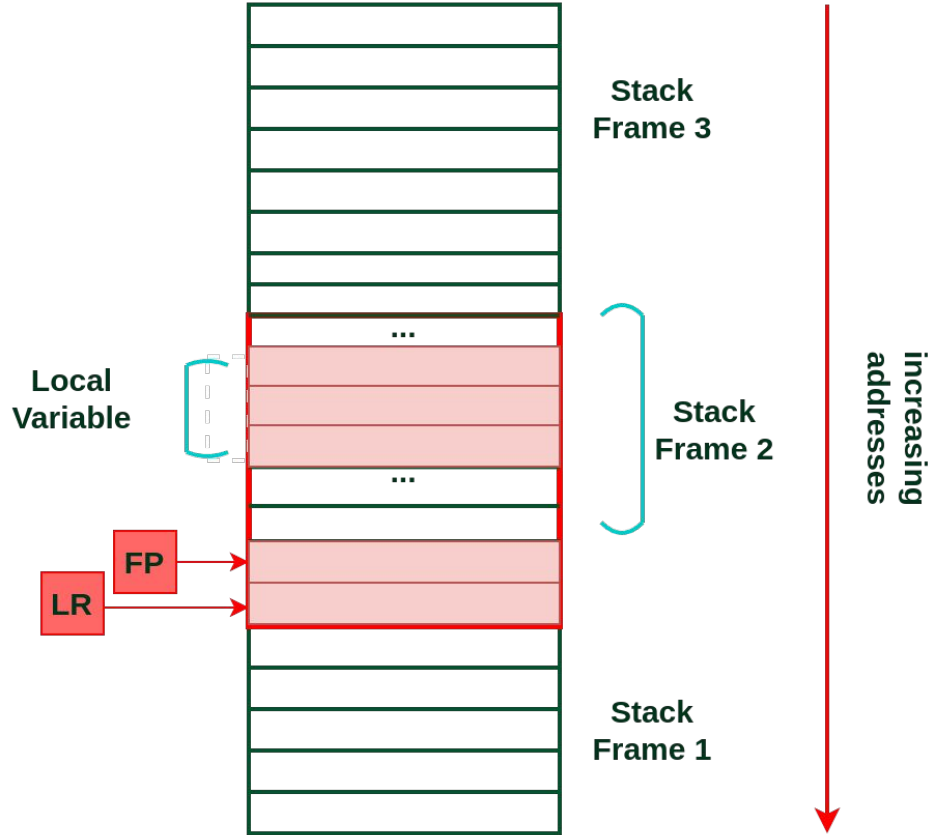 Stack
Frame 3
...
Local
Variable
Stack
Frame 2
increasing
addresses
...
FP
LR
Stack
Frame 1